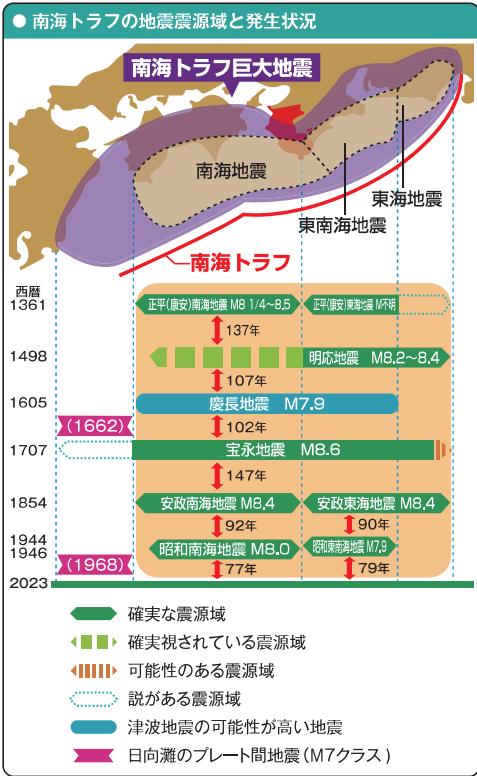 ● 南海トラフの地震震源域と発生状況
南海トラフ巨大地震
南海地震
東海地震
東南海地震
南海トラフ
西暦
1361
正平(康安)南海地震 M8 1/4～8.5
正平(康安)東海地震 M不明
137年
1498
明応地震 M8.2～8.4
107年
1605
慶長地震 M7.9
(1662)
102年
1707
宝永地震 M8.6
147年
1854
安政南海地震 M8.4
安政東海地震 M8.4
92年
90年
1944
1946
昭和南海地震 M8.0
昭和東南海地震 M7.9
(1968)
77年
79年
2023
確実な震源域
確実視されている震源域
可能性のある震源域
説がある震源域
津波地震の可能性が高い地震
日向灘のプレート間地震(M7クラス)